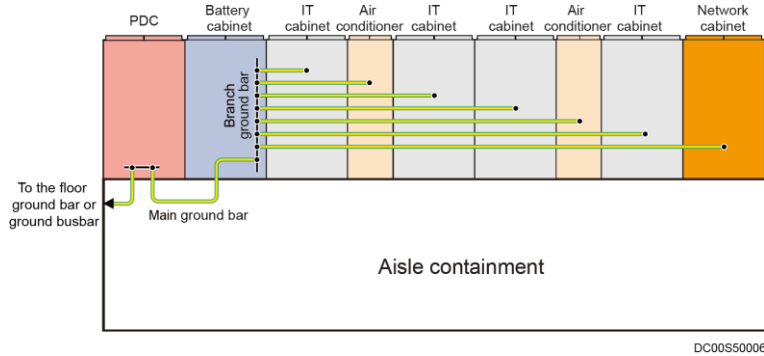 PDC
Battery
cabinet
IT
cabinet
Air
conditioner
IT
cabinet
IT
cabinet
Air
conditioner
IT
cabinet
Network
cabinet
Branch
ground bar
To the floor
ground bar or
ground busbar
Main ground bar
Aisle containment
DC00S50006